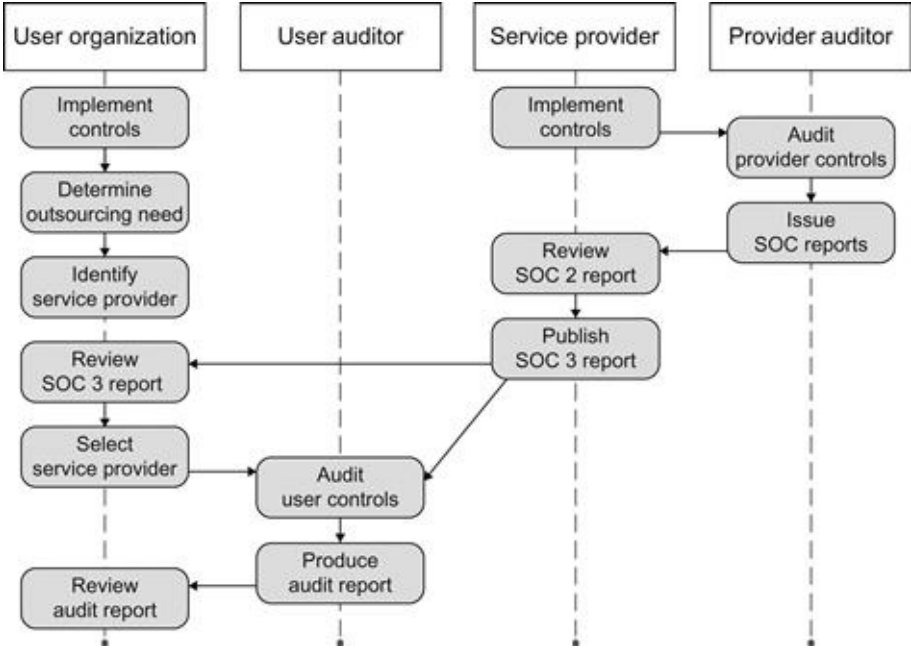 User organization
User auditor
Service provider
Provider auditor
Implement
controls
Determine
outsourcing need
Identify
service provider
Review
SOC 3 report
Select
service provider
Review
audit report
Audit
user controls
Produce
audit report
Implement
controls
Review
SOC 2 report
Publish
SOC 3 report
Audit
provider controls
Issue
SOC reports